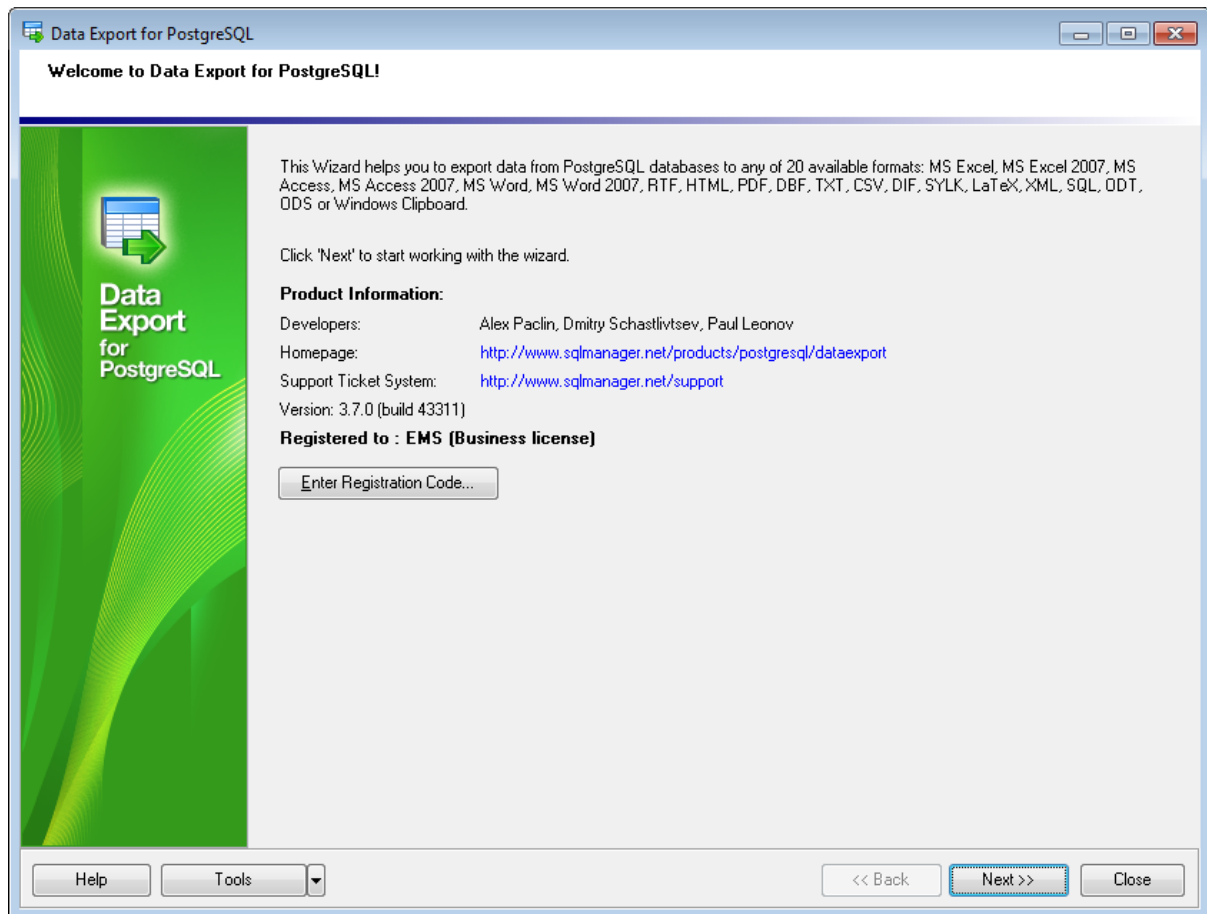 Data Export for PostgreSQL
Welcome to Data Export for PostgreSQL!
Data
Export
for
PostgreSQL
This Wizard helps you to export data from PostgreSQL databases to any of 20 available formats: MS Excel, MS Excel 2007, MS
Access, MS Access 2007, MS Word, MS Word 2007, RTF, HTML, PDF, DBF, TXT, CSV, DIF, SYLK, LaTeX, XML, SQL, ODT,
ODS or Windows Clipboard.
Click 'Next' to start working with the wizard.
Product Information:
Developers: Alex Paclin, Dmitry Schastlivtsev, Paul Leonov
Homepage: http://www.sqlmanager.net/products/postgresql/dataexport
Support Ticket System: http://www.sqlmanager.net/support
Version: 3.7.0 (build 43311)
Registered to : EMS (Business license)
Enter Registration Code...
Help Tools << Back Next >> Close